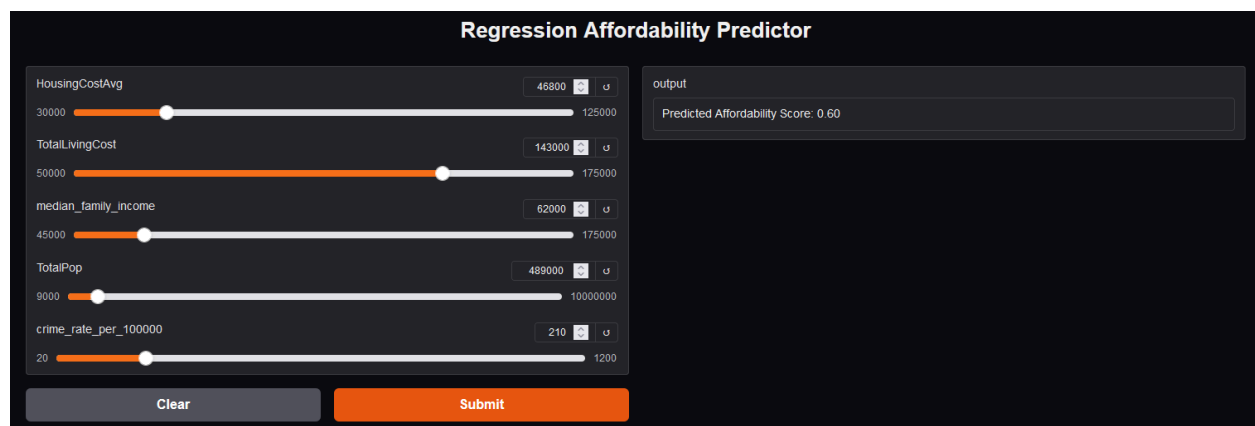 Regression Affordability Predictor
HousingCostAvg 46800
30000 125000
TotalLivingCost 143000
50000 175000
median_family_income 62000
45000 175000
TotalPop 489000
9000 10000000
crime_rate_per_100000 210
20 1200
Clear Submit
output
Predicted Affordability Score: 0.60